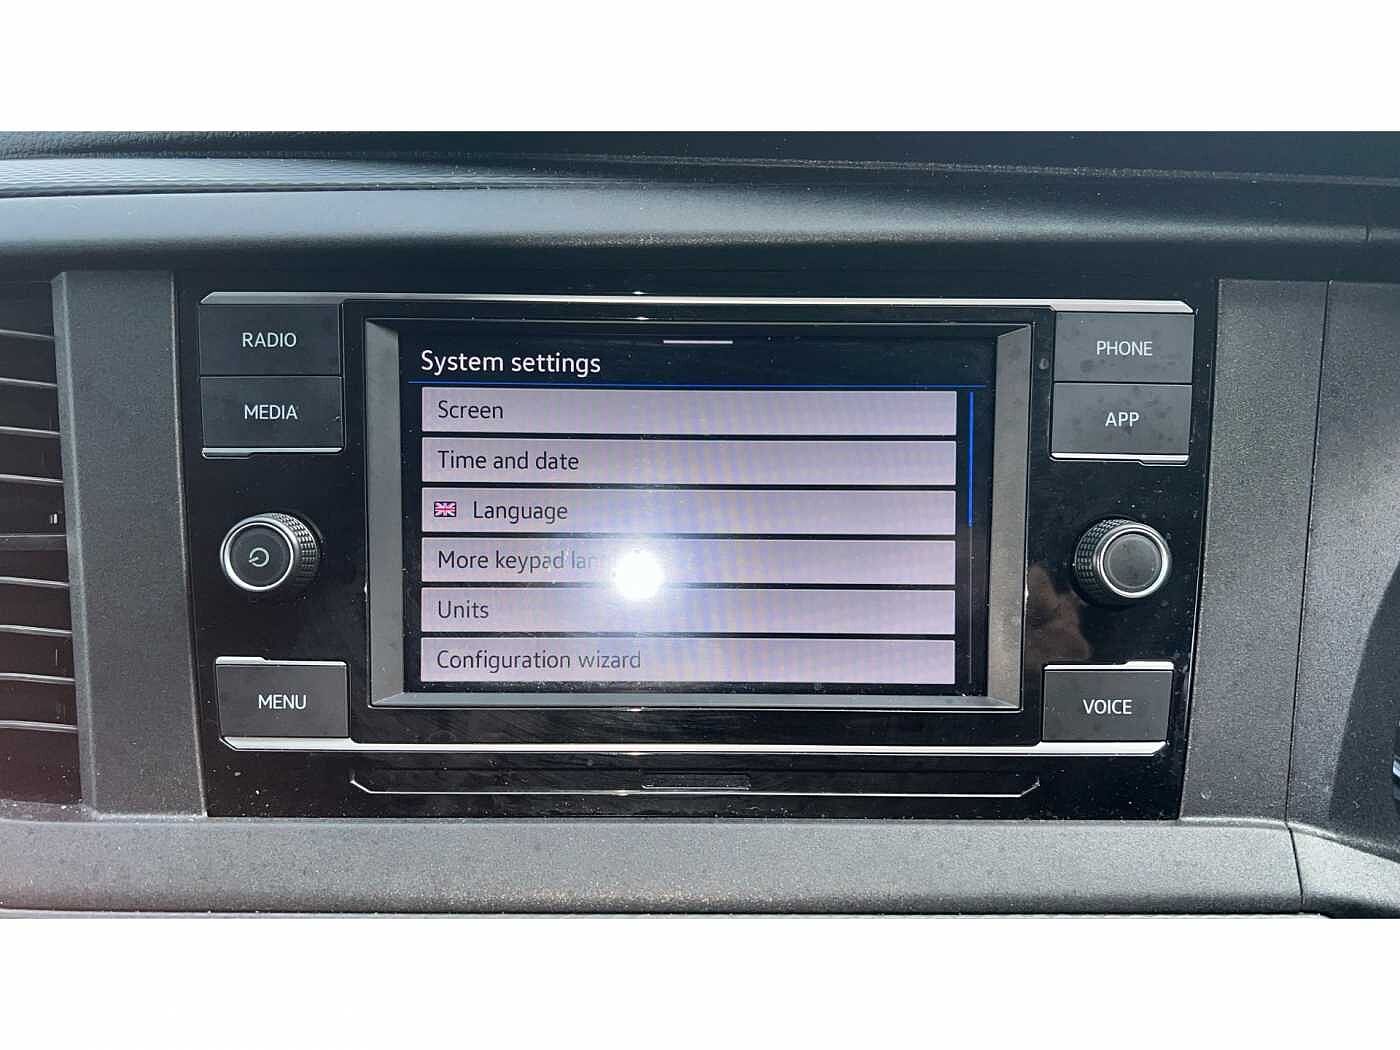 RADIO
MEDIA
MENU
System settings
Screen
Time and date
Language
More keypad
Units
Configuration wizard
PHONE
APP
VOICE